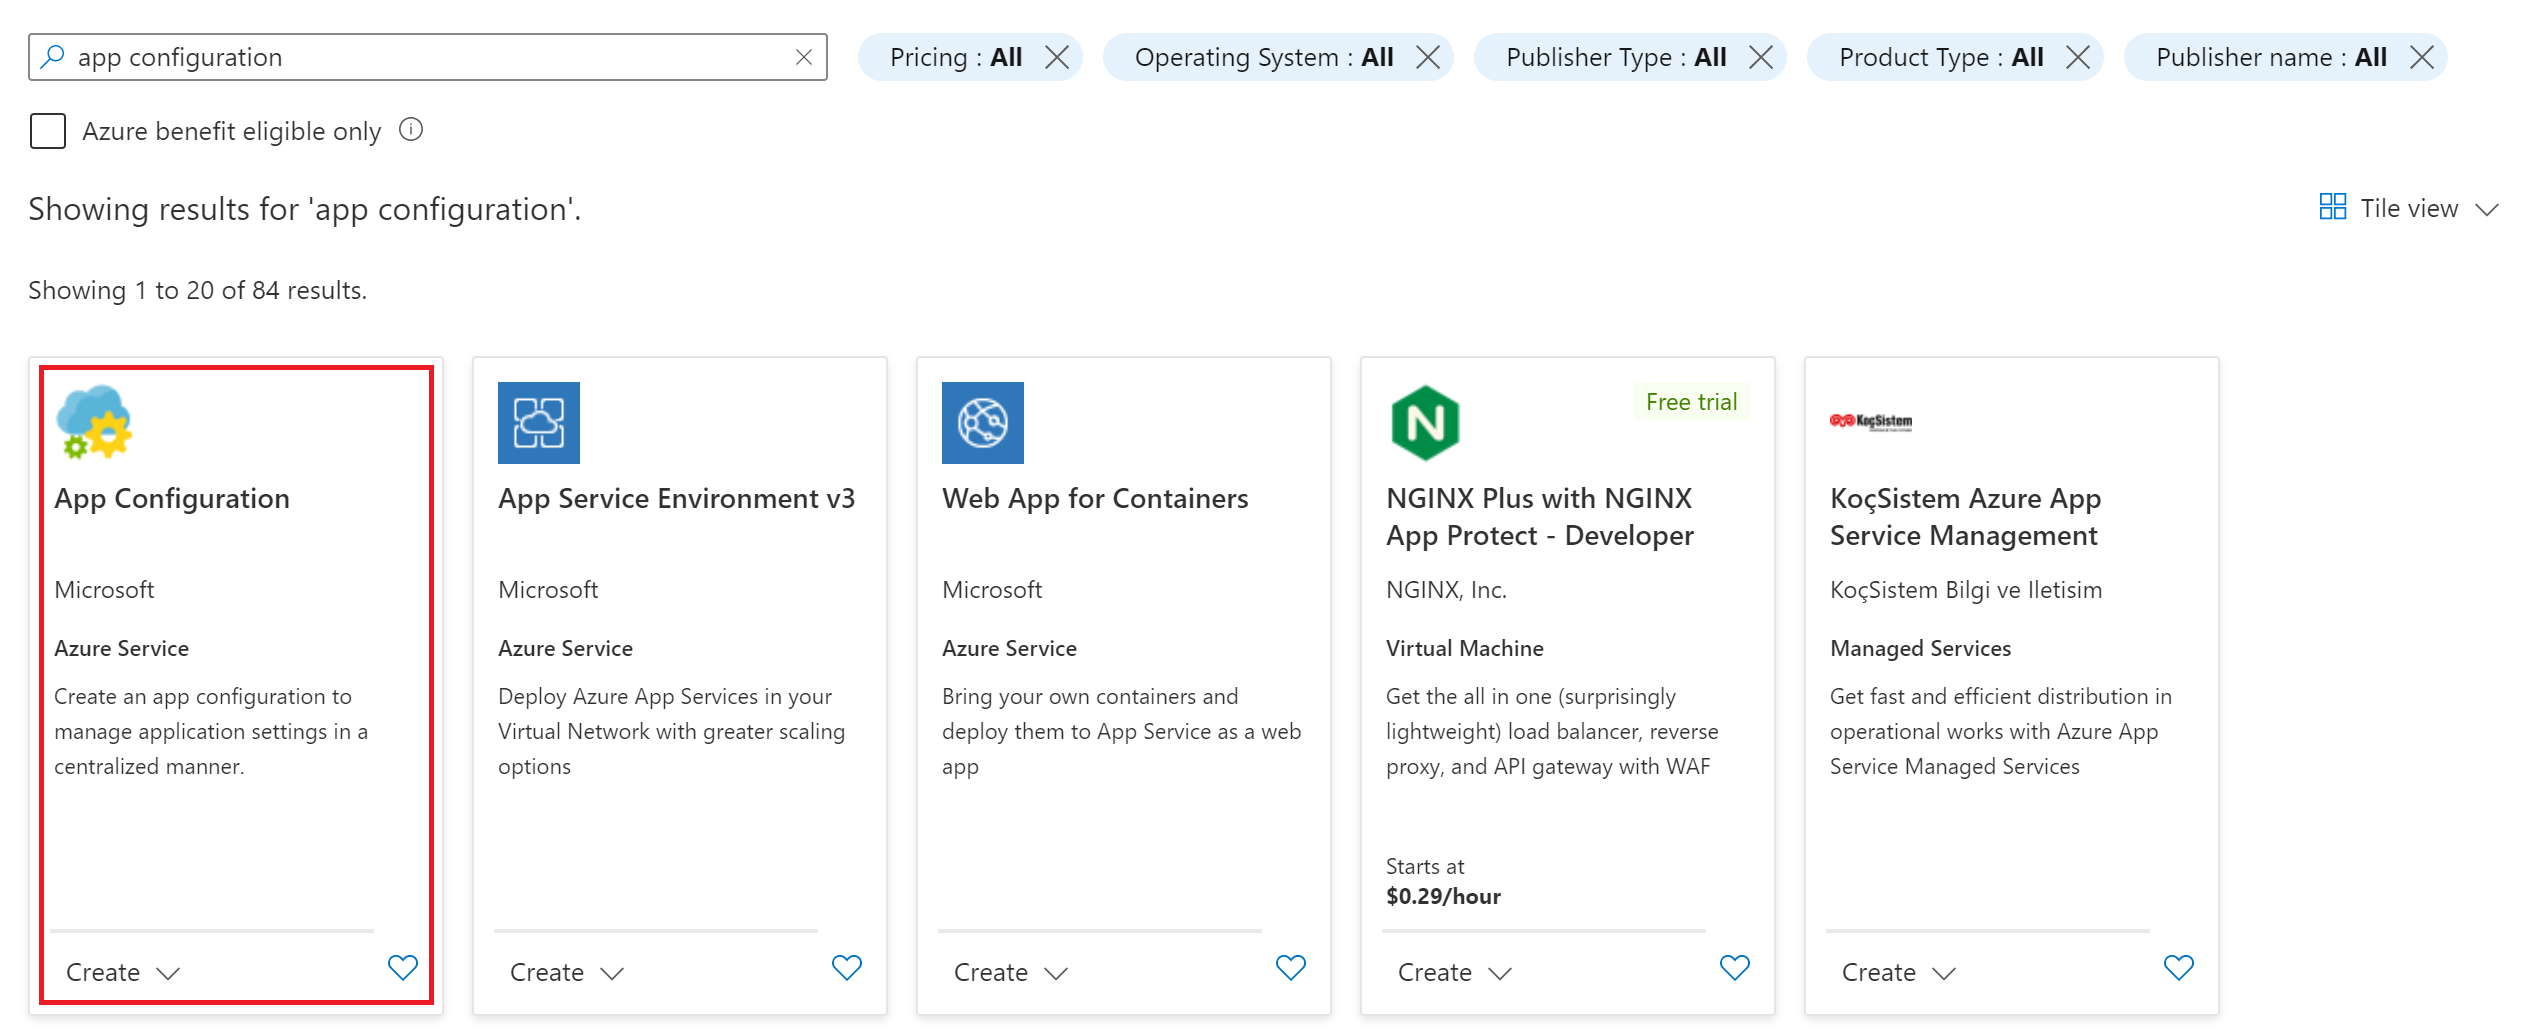 app configuration
Pricing : All
Operating System : All
Publisher Type : All
Product Type : All
Publisher name : All
Azure benefit eligible only
Showing results for 'app configuration'.
Tile view
Showing 1 to 20 of 84 results.
App Configuration
Microsoft
Azure Service
Create an app configuration to
manage application settings in a
centralized manner.
Create
App Service Environment v3
Microsoft
Azure Service
Deploy Azure App Services in your
Virtual Network with greater scaling
options
Create
Web App for Containers
Microsoft
Azure Service
Bring your own containers and
deploy them to App Service as a web
app
Create
N
Free trial
NGINX Plus with NGINX
App Protect - Developer
NGINX, Inc.
Virtual Machine
Get the all in one (surprisingly
lightweight) load balancer, reverse
proxy, and API gateway with WAF
Starts at
$0.29/hour
Create
KoçSistem
KoçSistem Azure App
Service Management
KoçSistem Bilgi ve Iletisim
Managed Services
Get fast and efficient distribution in
operational works with Azure App
Service Managed Services
Create